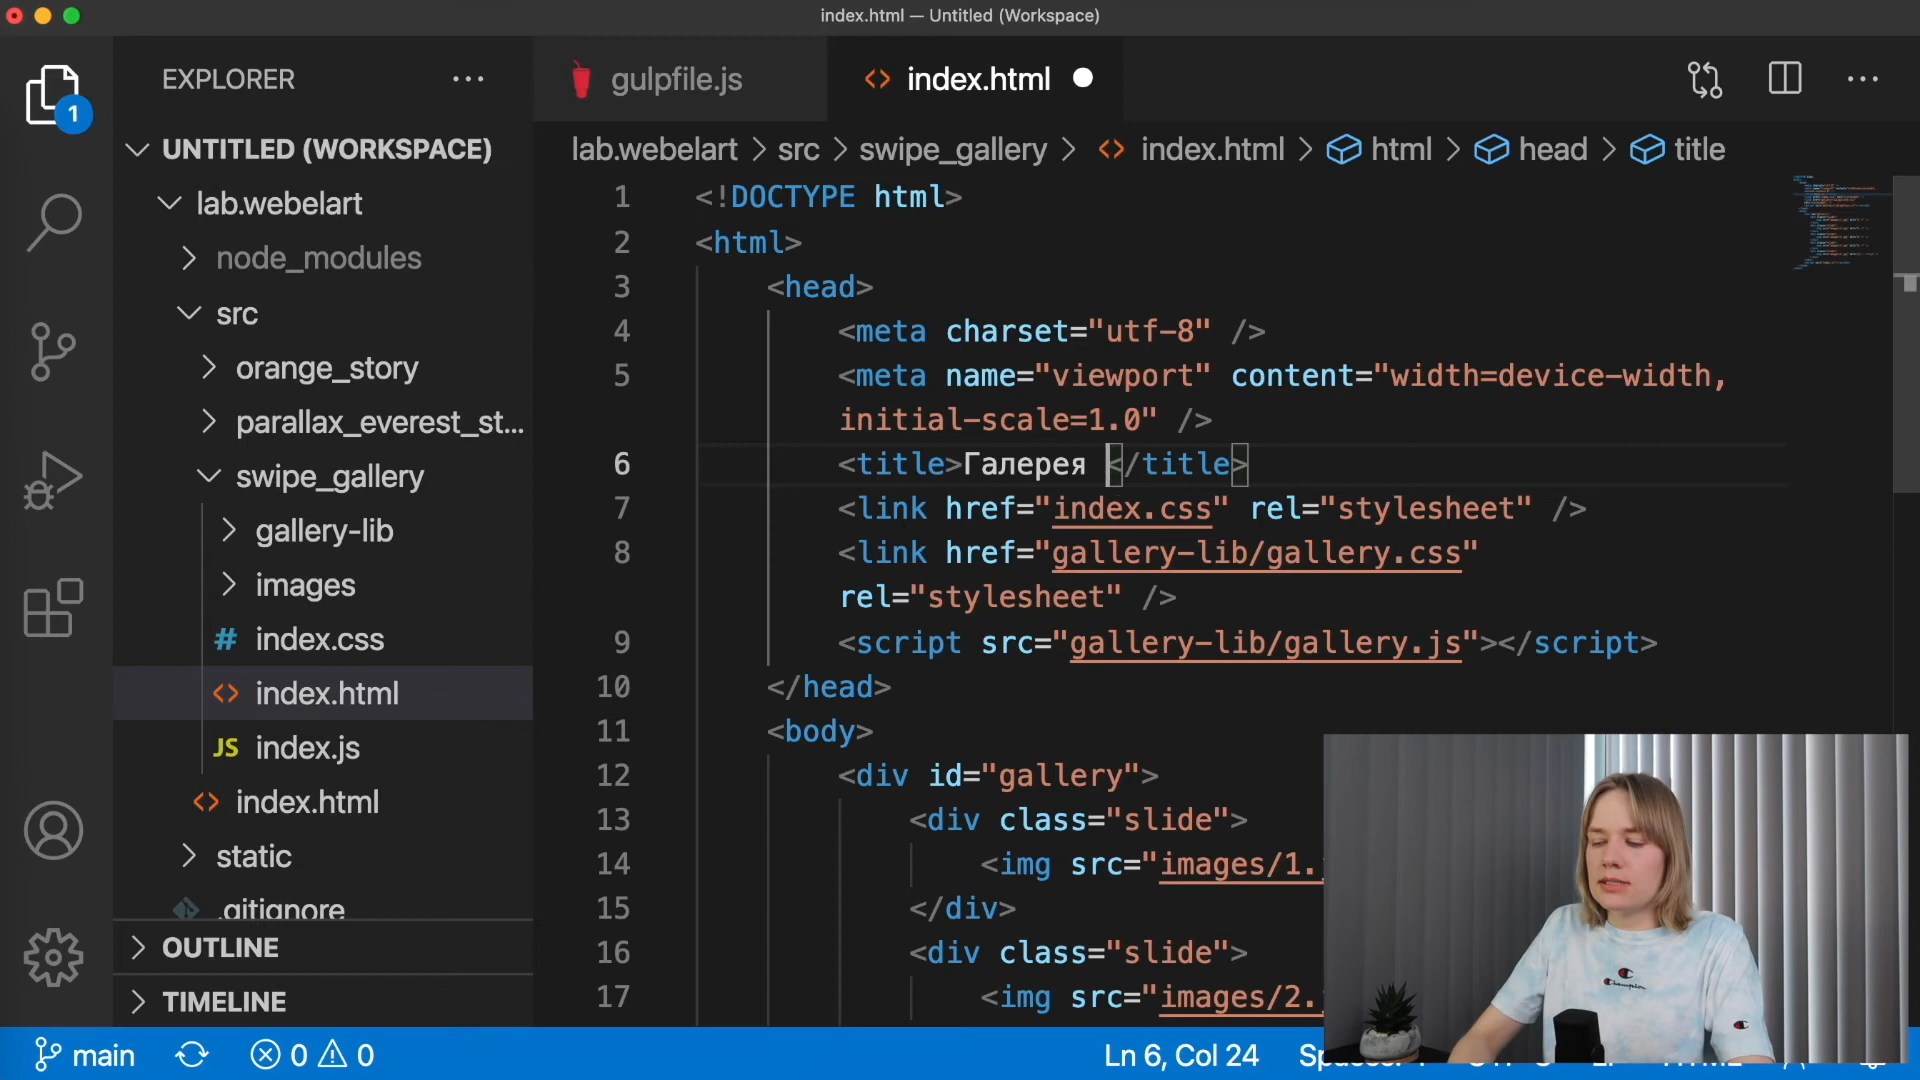 index.html — Untitled (Workspace)
EXPLORER
1
UNTITLED (WORKSPACE)
lab.webelart
node_modules
src
orange_story
parallax_everest_st...
swipe_gallery
gallery-lib
images
# index.css
<> index.html
JS index.js
<> index.html
static
.gitignore
OUTLINE
TIMELINE
gulpfile.js
<> index.html
lab.webelart > src > swipe_gallery > <> index.html > html > head > title
1 <!DOCTYPE html>
2 <html>
3 <head>
4 <meta charset="utf-8" />
5 <meta name="viewport" content="width=device-width,
initial-scale=1.0" />
6 <title>Галерея </title>
7 <link href="index.css" rel="stylesheet" />
8 <link href="gallery-lib/gallery.css"
rel="stylesheet" />
9 <script src="gallery-lib/gallery.js"></script>
10 </head>
11 <body>
12 <div id="gallery">
13 <div class="slide">
14 <img src="images/1.
15 </div>
16 <div class="slide">
17 <img src="images/2.
Champion
main
0
0
Ln 6, Col 24